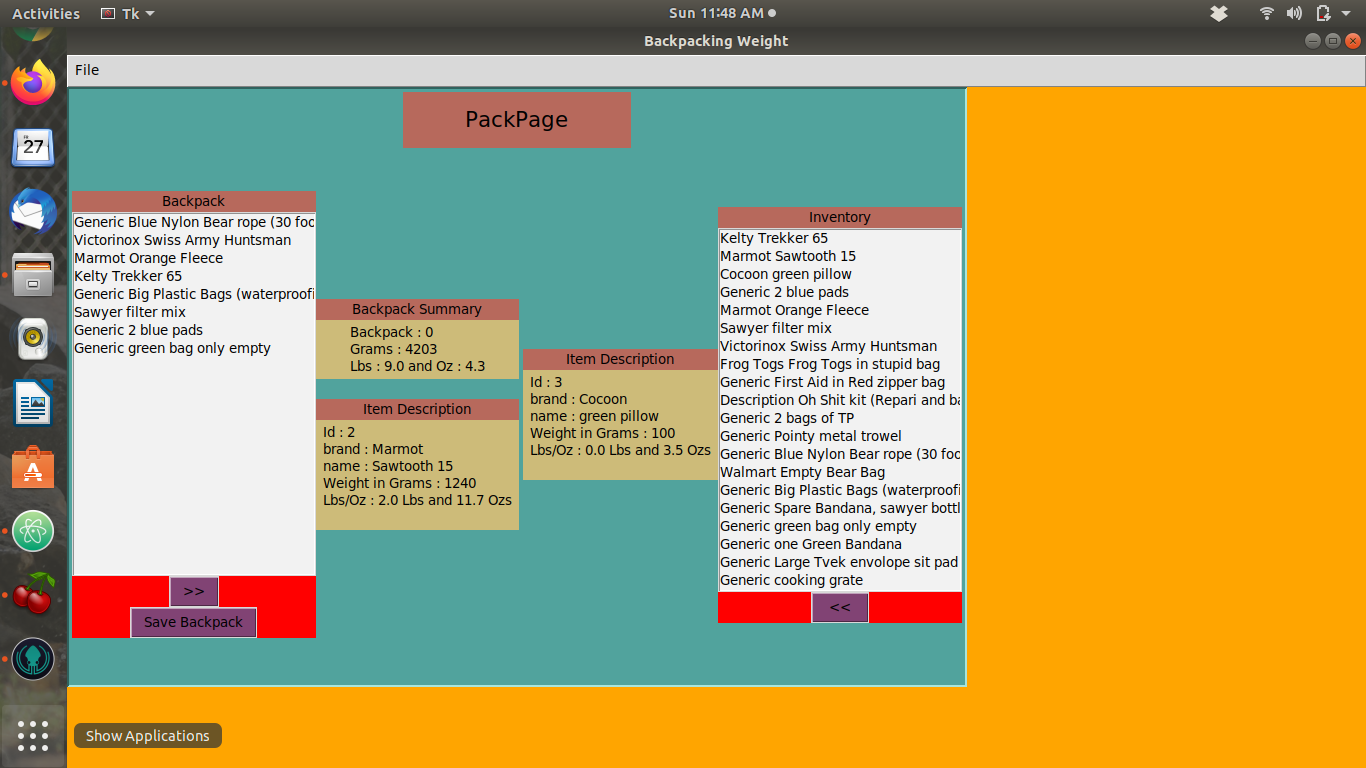 Activities Tk Sun 11:48 AM
Backpacking Weight
File
PackPage
Backpack
Generic Blue Nylon Bear rope (30 foo
Victorinox Swiss Army Huntsman
Marmot Orange Fleece
Kelty Trekker 65
Generic Big Plastic Bags (waterproofi
Sawyer filter mix
Generic 2 blue pads
Generic green bag only empty
>>
Save Backpack
Backpack Summary
Backpack : 0
Grams : 4203
Lbs : 9.0 and Oz : 4.3
Item Description
Id : 2
brand : Marmot
name : Sawtooth 15
Weight in Grams : 1240
Lbs/Oz : 2.0 Lbs and 11.7 Ozs
Item Description
Id : 3
brand : Cocoon
name : green pillow
Weight in Grams : 100
Lbs/Oz : 0.0 Lbs and 3.5 Ozs
Inventory
Kelty Trekker 65
Marmot Sawtooth 15
Cocoon green pillow
Generic 2 blue pads
Marmot Orange Fleece
Sawyer filter mix
Victorinox Swiss Army Huntsman
Frog Togs Frog Togs in stupid bag
Generic First Aid in Red zipper bag
Description Oh Shit kit (Repari and ba
Generic 2 bags of TP
Generic Pointy metal trowel
Generic Blue Nylon Bear rope (30 foo
Walmart Empty Bear Bag
Generic Big Plastic Bags (waterproofi
Generic Spare Bandana, sawyer bottl
Generic green bag only empty
Generic one Green Bandana
Generic Large Tvek envolope sit pad
Generic cooking grate
<<
27
Show Applications